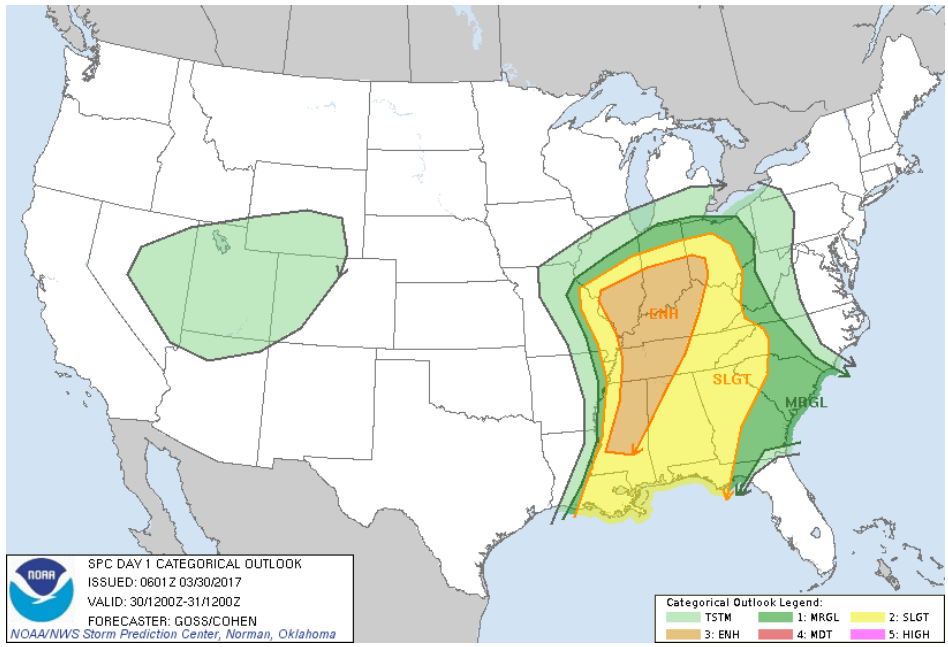 ENH
SLGT
MRGL
NOAA
SPC DAY 1 CATEGORICAL OUTLOOK
ISSUED: 0601Z 03/30/2017
VALID: 30/1200Z-31/1200Z
FORECASTER: GOSS/COHEN
NOAA/NWS Storm Prediction Center, Norman, Oklahoma
Categorical Outlook Legend:
TSTM 1: MRGL 2: SLGT
3: ENH 4: MDT 5: HIGH